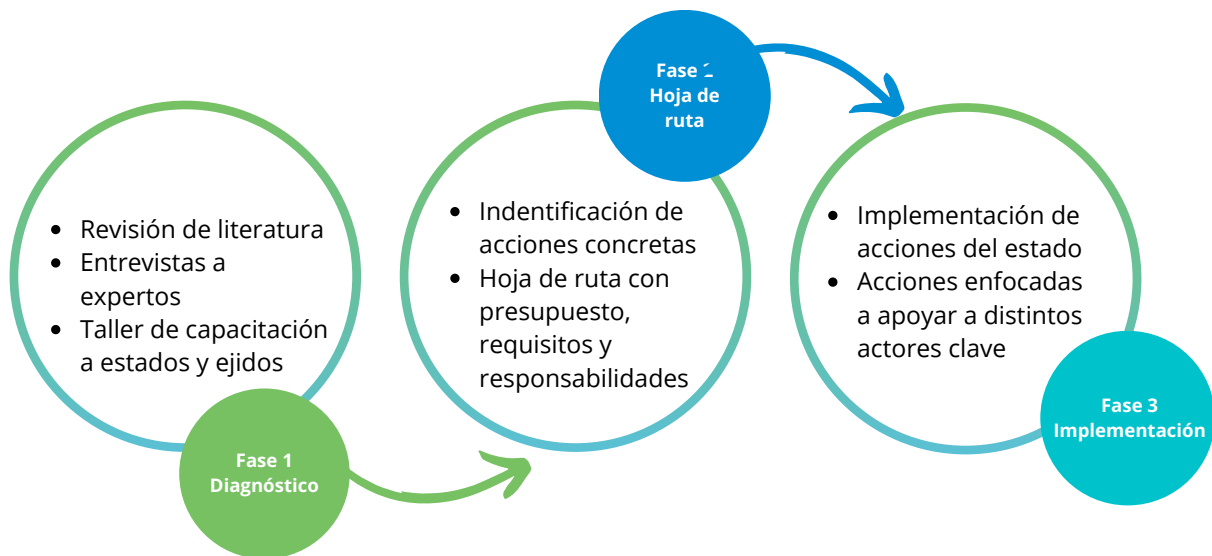 • Revisión de literatura
• Entrevistas a
expertos
• Taller de capacitación
a estados y ejidos
Fase 1
Diagnóstico
Fase 2
Hoja de
ruta
• Indentificación de
acciones concretas
• Hoja de ruta con
presupuesto,
requisitos y
responsabilidades
• Implementación de
acciones del estado
• Acciones enfocadas
a apoyar a distintos
actores clave
Fase 3
Implementación